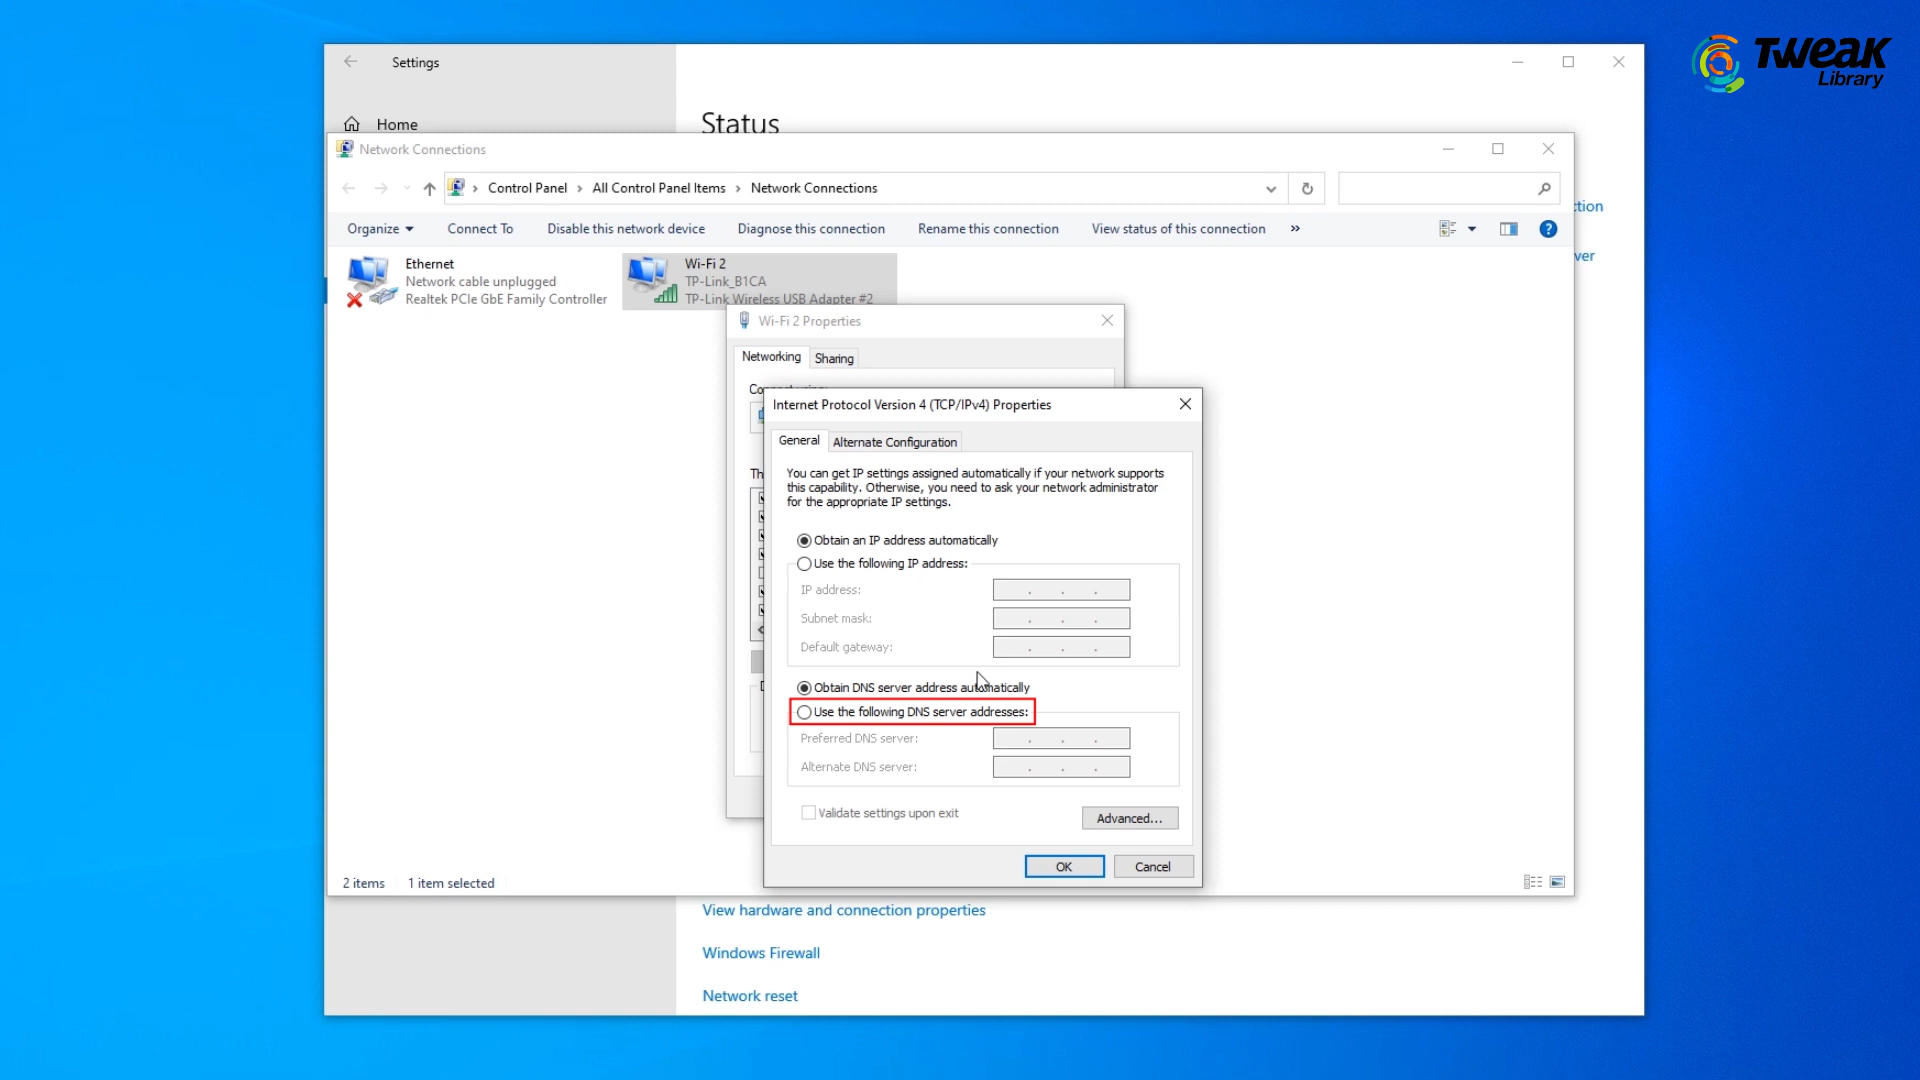 TWEAK
Library
Settings
Home
Status
Network Connections
Control Panel > All Control Panel Items > Network Connections
Organize Connect To Disable this network device Diagnose this connection Rename this connection View status of this connection »
Ethernet
Network cable unplugged
Realtek PCIe GbE Family Controller
Wi-Fi 2
TP-Link_B1CA
TP-Link Wireless USB Adapter #2
Wi-Fi 2 Properties
Networking Sharing
Internet Protocol Version 4 (TCP/IPv4) Properties
General Alternate Configuration
You can get IP settings assigned automatically if your network supports
this capability. Otherwise, you need to ask your network administrator
for the appropriate IP settings.
Obtain an IP address automatically
Use the following IP address:
IP address:
Subnet mask:
Default gateway:
Obtain DNS server address automatically
Use the following DNS server addresses:
Preferred DNS server:
Alternate DNS server:
Validate settings upon exit
Advanced...
OK Cancel
2 items 1 item selected
View hardware and connection properties
Windows Firewall
Network reset